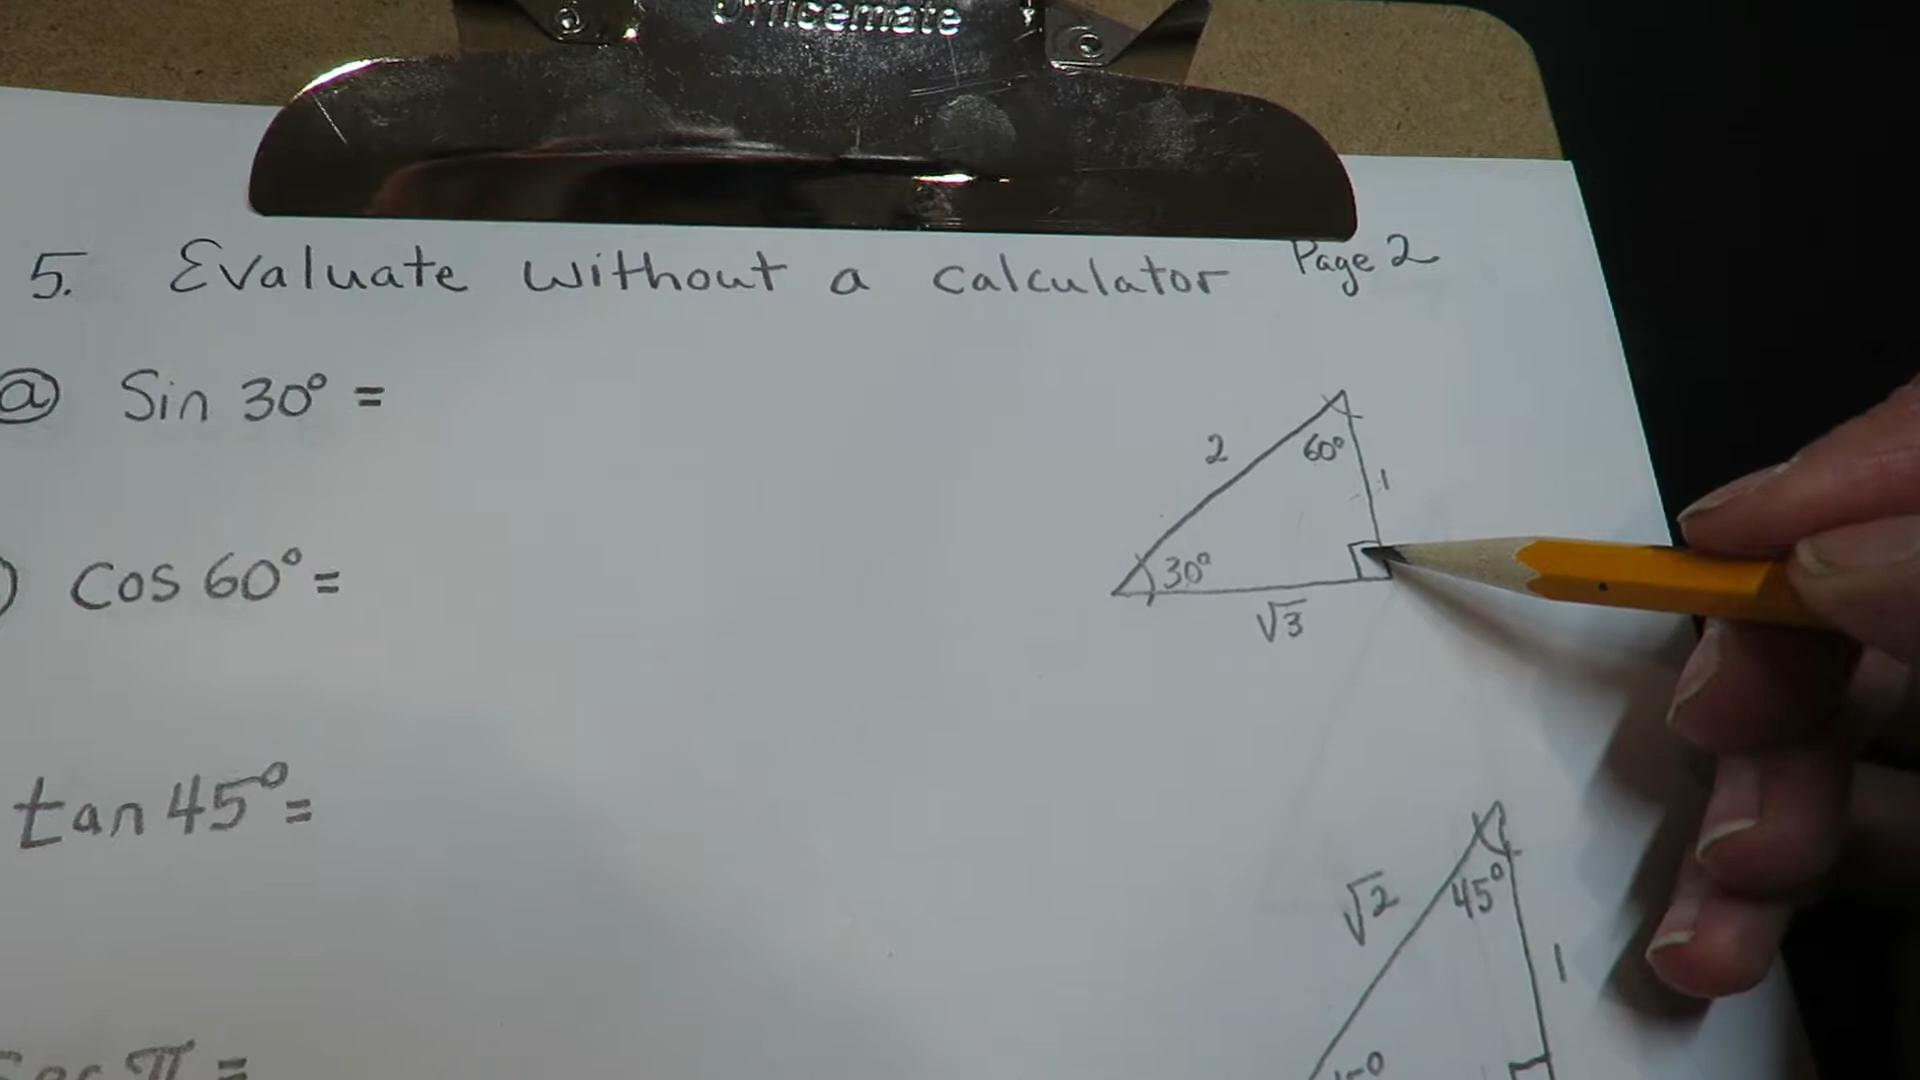 Officemate
5. Evaluate without a calculator Page 2
ⓐ Sin 30° =
2
60°
1
30°
√3
) cos 60° =
tan 45° =
√2
45°
1
Sec π =